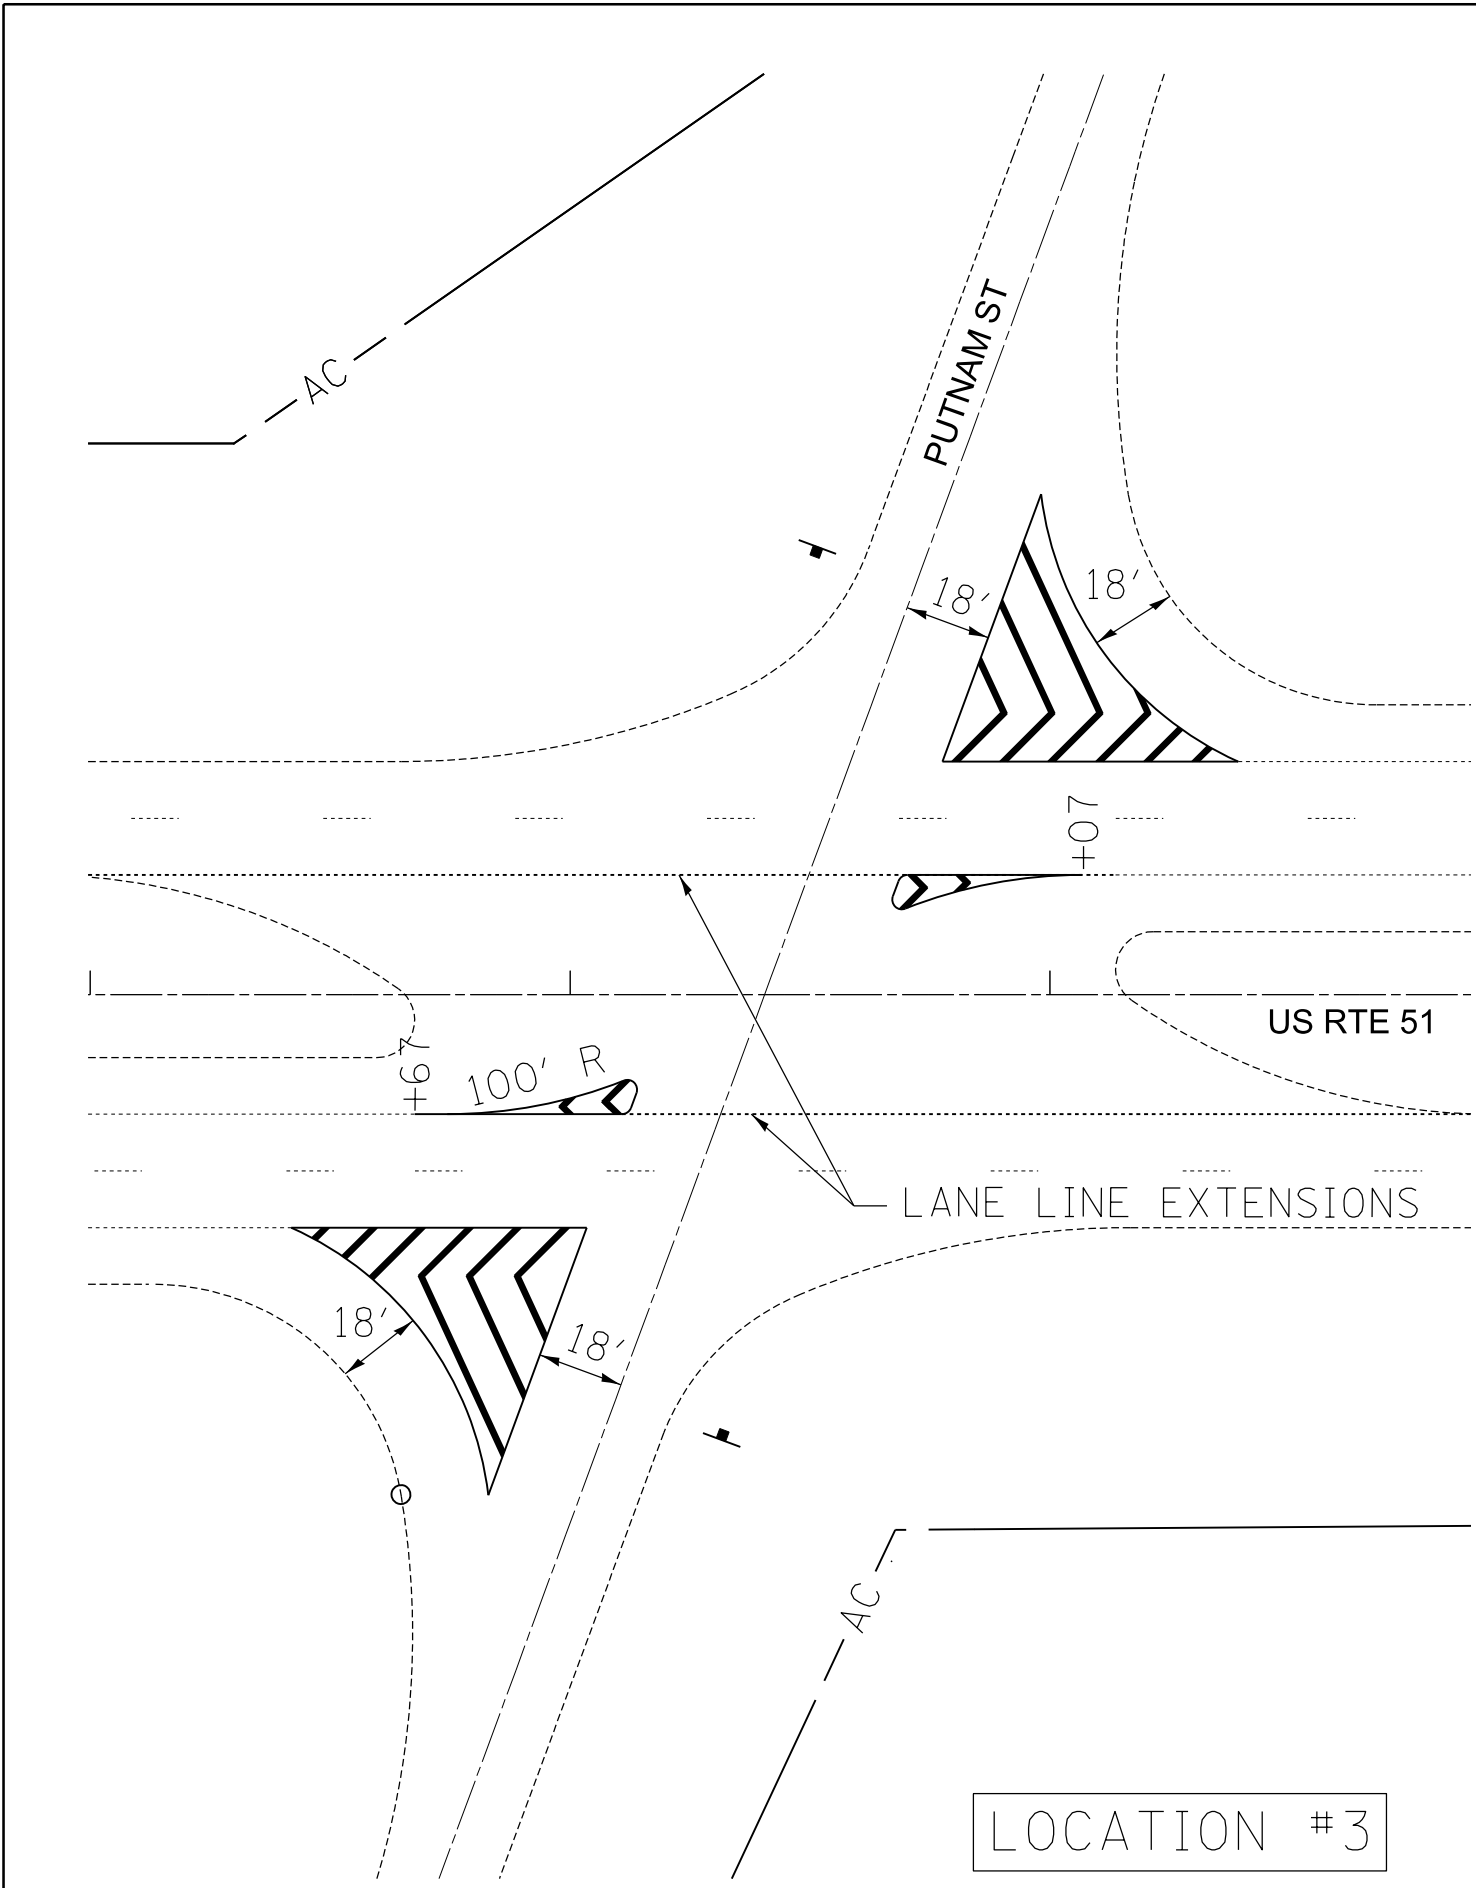 AC
PUTNAM ST
18'
18'
+07
US RTE 51
+67
100' R
LANE LINE EXTENSIONS
18'
18'
AC
LOCATION #3